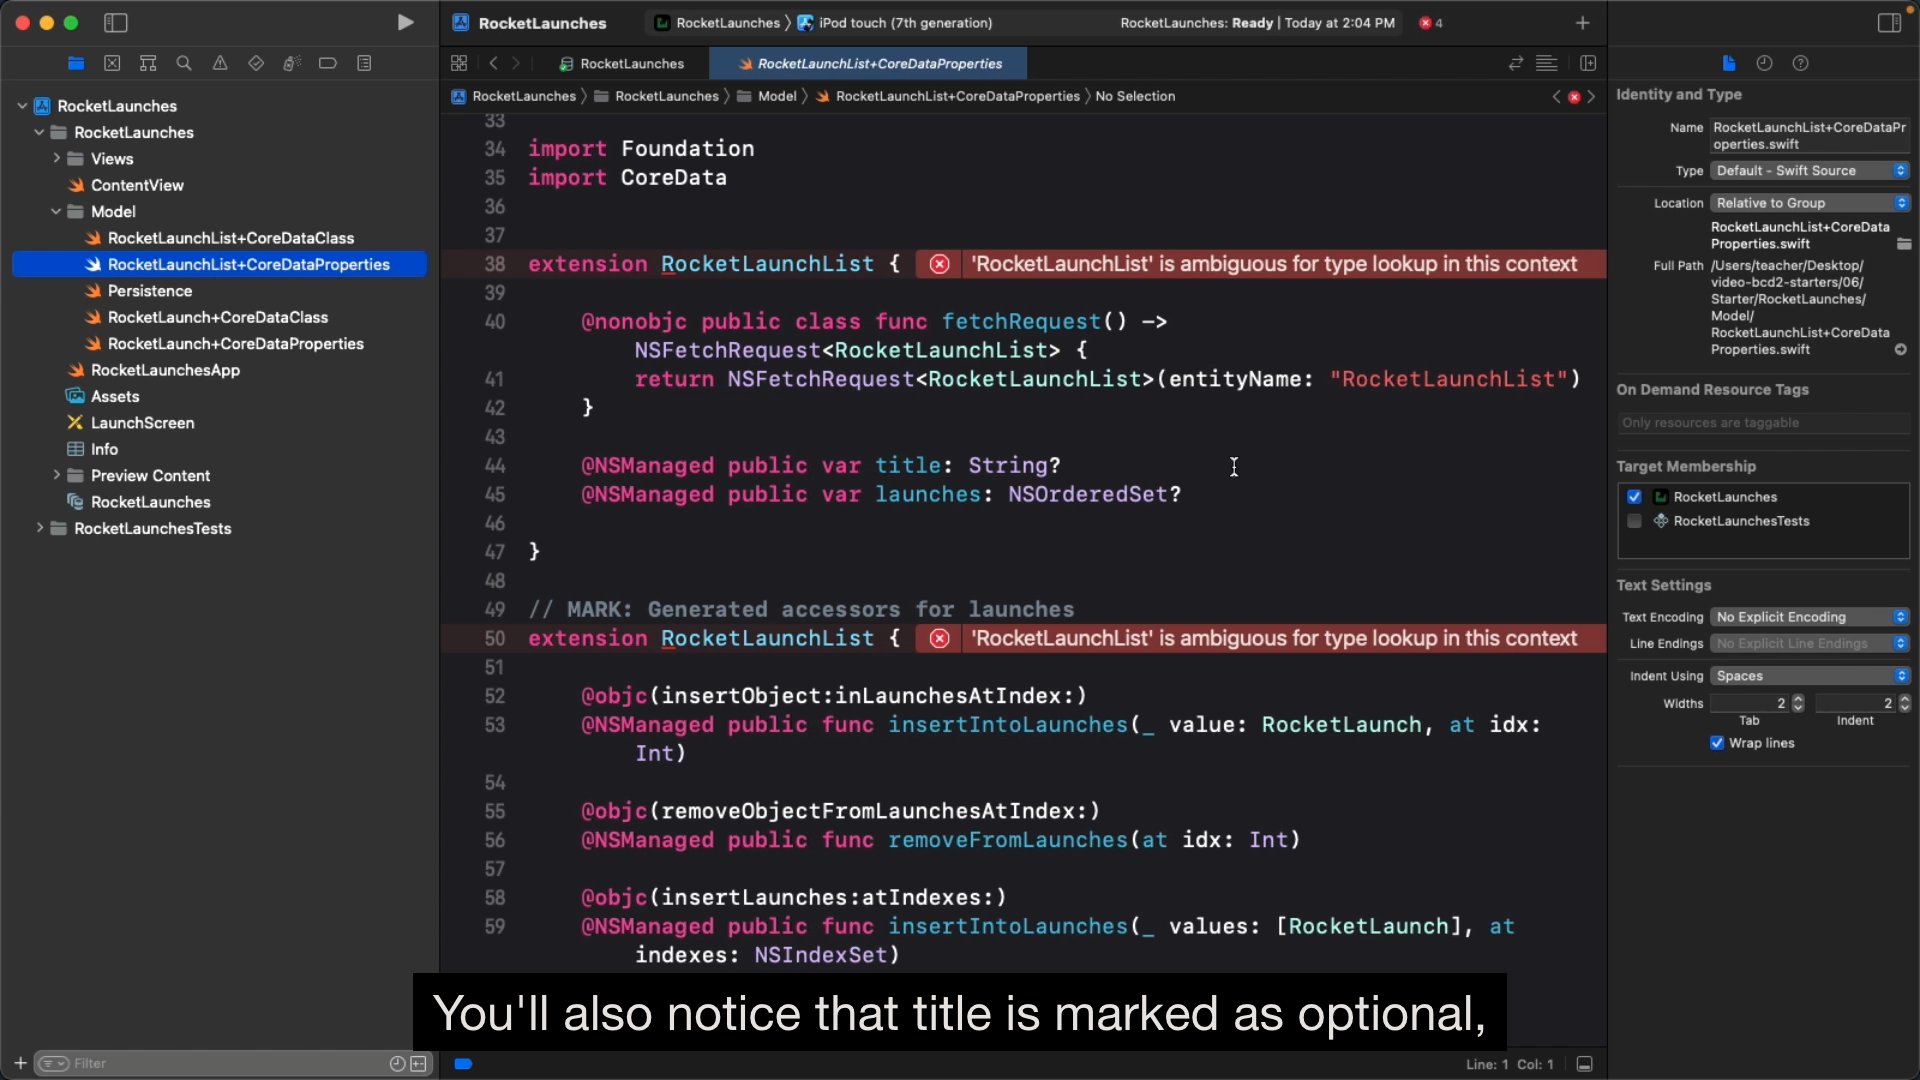 RocketLaunches
RocketLaunches 〉 iPod touch (7th generation)
RocketLaunches: Ready | Today at 2:04 PM
4
RocketLaunches
RocketLaunchList+CoreDataProperties
RocketLaunches 〉 RocketLaunches 〉 Model 〉 RocketLaunchList+CoreDataProperties 〉 No Selection
RocketLaunches
RocketLaunches
Views
ContentView
Model
RocketLaunchList+CoreDataClass
RocketLaunchList+CoreDataProperties
Persistence
RocketLaunch+CoreDataClass
RocketLaunch+CoreDataProperties
RocketLaunchesApp
Assets
LaunchScreen
Info
Preview Content
RocketLaunches
RocketLaunchesTests
Filter
33
34 import Foundation
35 import CoreData
36
37
38 extension RocketLaunchList { 'RocketLaunchList' is ambiguous for type lookup in this context
39
40 @nonobjc public class func fetchRequest() ->
NSFetchRequest<RocketLaunchList> {
41 return NSFetchRequest<RocketLaunchList>(entityName: "RocketLaunchList")
42 }
43
44 @NSManaged public var title: String?
45 @NSManaged public var launches: NSOrderedSet?
46
47 }
48
49 // MARK: Generated accessors for launches
50 extension RocketLaunchList { 'RocketLaunchList' is ambiguous for type lookup in this context
51
52 @objc(insertObject:inLaunchesAtIndex:)
53 @NSManaged public func insertIntoLaunches(_ value: RocketLaunch, at idx:
Int)
54
55 @objc(removeObjectFromLaunchesAtIndex:)
56 @NSManaged public func removeFromLaunches(at idx: Int)
57
58 @objc(insertLaunches:atIndexes:)
59 @NSManaged public func insertIntoLaunches(_ values: [RocketLaunch], at
indexes: NSIndexSet)
You'll also notice that title is marked as optional,
Line: 1 Col: 1
Identity and Type
Name RocketLaunchList+CoreDataPr
operties.swift
Type Default - Swift Source
Location Relative to Group
RocketLaunchList+CoreData
Properties.swift
Full Path /Users/teacher/Desktop/
video-bcd2-starters/06/
Starter/RocketLaunches/
Model/
RocketLaunchList+CoreData
Properties.swift
On Demand Resource Tags
Only resources are taggable
Target Membership
RocketLaunches
RocketLaunchesTests
Text Settings
Text Encoding No Explicit Encoding
Line Endings No Explicit Line Endings
Indent Using Spaces
Widths 2 2
Tab Indent
Wrap lines